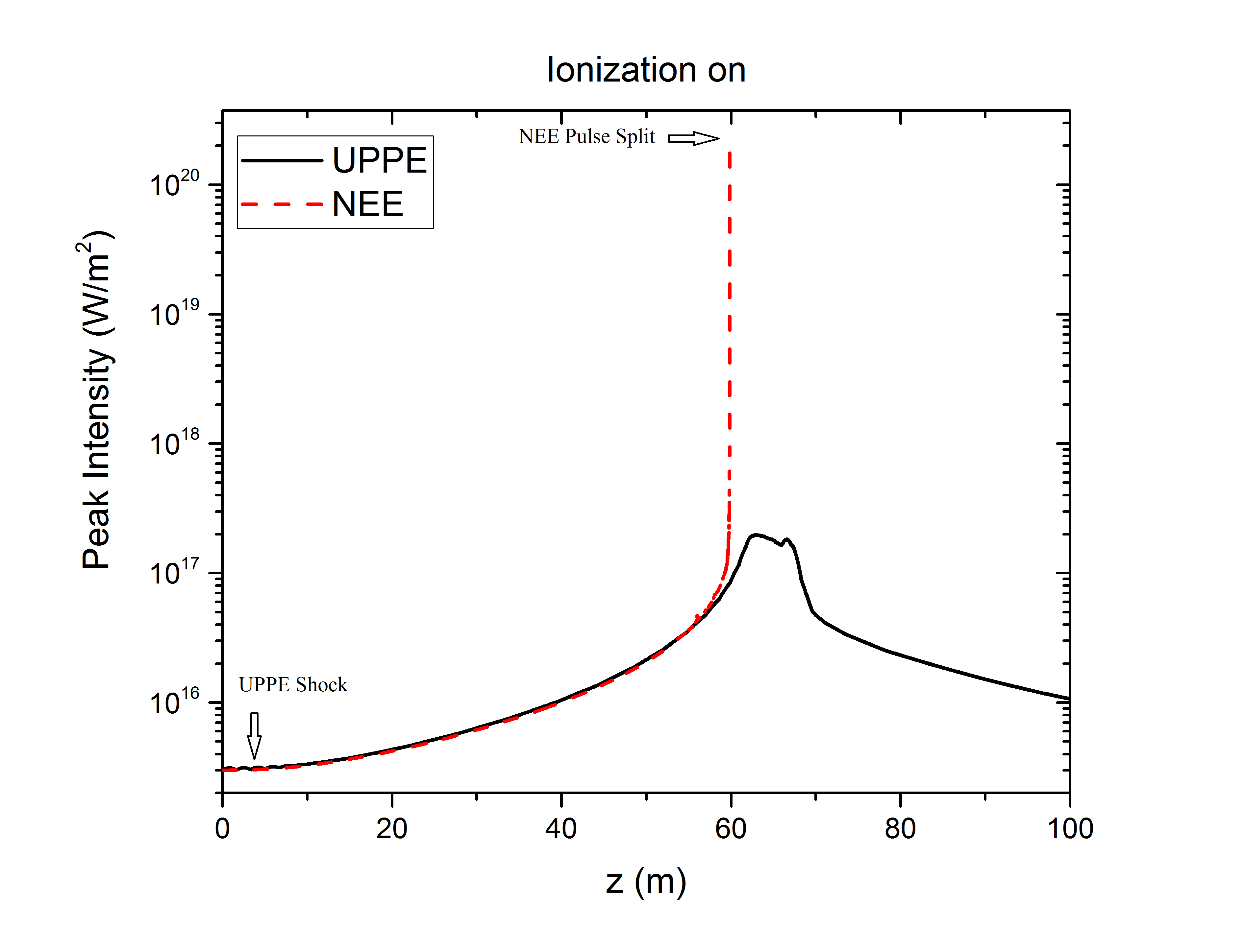 Ionization on
NEE Pulse Split
UPPE
NEE
10^20
10^19
10^18
10^17
10^16
Peak Intensity (W/m²)
UPPE Shock
0 20 40 60 80 100
z (m)